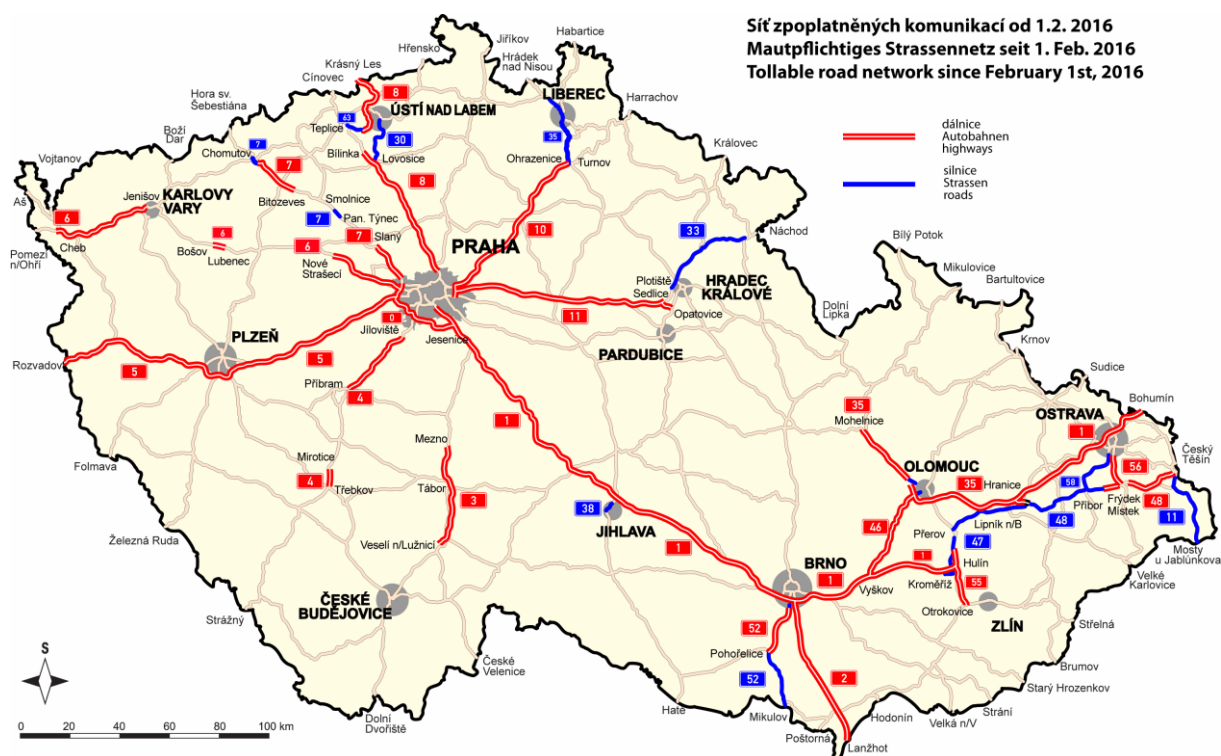 Síť zpoplatněných komunikací od 1.2. 2016
Mautpflichtiges Strassennetz seit 1. Feb. 2016
Tollable road network since February 1st, 2016
dálnice
Autobahnen
highways
silnice
Strassen
roads
Habartice
Jiříkov
Hřensko
Hrádek
nad Nisou
Krásný Les
Cínovec
8
LIBEREC
Harrachov
Hora sv.
Šebestiána
63
ÚSTÍ NAD LABEM
Teplice
30
35
Boží
Dar
7
Chomutov
Bílinka
Lovosice
Ohrazenice
Turnov
Královec
Vojtanov
7
8
Aš
KARLOVY
VARY
Jenišov
Smolnice
Bitozeves
6
7
Pan. Týnec
10
33
Náchod
Bílý Potok
6
7
Slaný
PRAHA
Cheb
Bošov
6
Pomezí
n/Ohří
Lubenec
Nové
Strašecí
Mikulovice
Bartultovice
Plotiště
HRADEC
KRÁLOVÉ
Sedlice
Dolní
Lipka
0
11
Opatovice
Jíloviště
PLZEŇ
Jesenice
PARDUBICE
Krnov
Rozvadov
5
5
Sudice
Příbram
4
Bohumín
35
OSTRAVA
Mohelnice
1
1
Mezno
Český
Těšín
Folmava
Mirotice
OLOMOUC
56
4
Třebkov
Tábor
35
Hranice
58
3
Příbor
Frýdek
Místek
48
38
Lipník n/B
48
11
46
Přerov
JIHLAVA
Železná Ruda
Veselí n/Lužnicí
1
47
Mosty
u Jablůnkova
BRNO
1
Hulín
1
Velké
Karlovice
Vyškov
Kroměříž
55
ČESKÉ
BUDĚJOVICE
Otrokovice
ZLÍN
Strážný
Střelná
52
Pohořelice
S
České
Velenice
52
2
Brumov
Starý Hrozenkov
Strání
Hatě
Mikulov
Hodonín
Velká n/V
Dolní
Dvořiště
Poštorná
Lanžhot
0 20 40 60 80 100 km